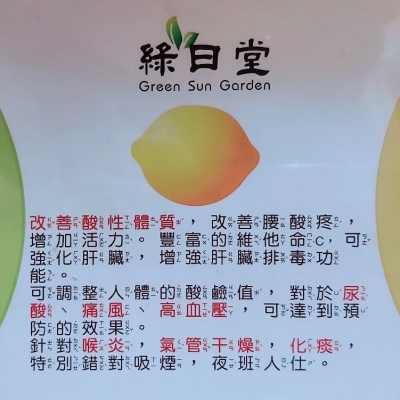 綠日堂
Green Sun Garden
改善酸性體質，改善腰酸疼，
增加活力。豐富的維他命C，可
強化肝臟，增強肝臟排毒功
能。
可調整人體的酸鹼值，對於尿
酸、痛風、高血壓，可達到預
防的效果。
針對喉炎，氣管干燥，化痰，
特別錯對吸煙，夜班人仕。